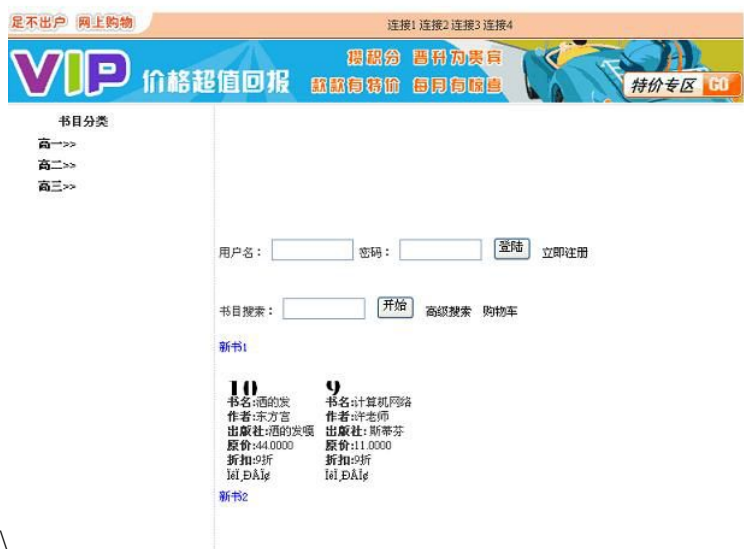 足不出户 网上购物
连接1 连接2 连接3 连接4
VIP 价格超值回报
攒积分 晋升为贵宾
款款有特价 每月有惊喜
特价专区 GO
书目分类
高一>>
高二>>
高三>>
用户名： 密码： 登陆 立即注册
书目搜索： 开始 高级搜索 购物车
新书1
10 9
书名:洒的发 书名:计算机网络
作者:东方宫 作者:许老师
出版社:洒的发嘎 出版社: 斯蒂芬
原价:44.0000 原价:11.0000
折扣:9折 折扣:9折
ÏêÏ¸ÐÅÏ¢ ÏêÏ¸ÐÅÏ¢
新书2
\